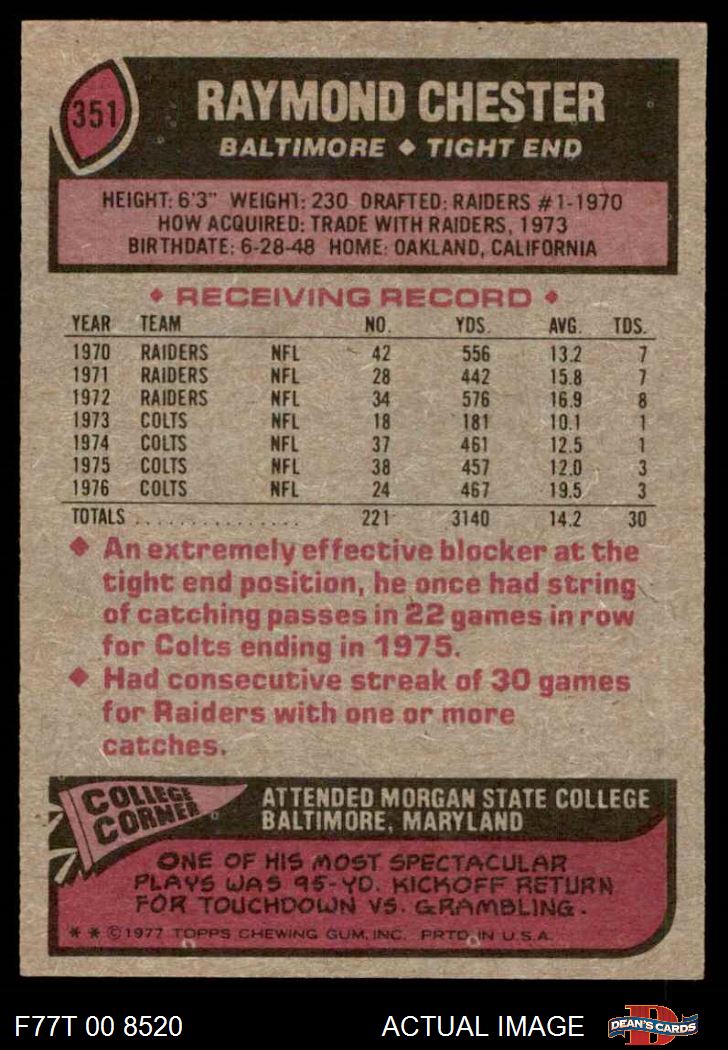 351
RAYMOND CHESTER
BALTIMORE ◆ TIGHT END
HEIGHT: 6'3" WEIGHT: 230 DRAFTED: RAIDERS #1-1970
HOW ACQUIRED: TRADE WITH RAIDERS, 1973
BIRTHDATE: 6-28-48 HOME: OAKLAND, CALIFORNIA
◆ RECEIVING RECORD ◆
YEAR TEAM NO. YDS. AVG. TDS.
1970 RAIDERS NFL 42 556 13.2 7
1971 RAIDERS NFL 28 442 15.8 7
1972 RAIDERS NFL 34 576 16.9 8
1973 COLTS NFL 18 181 10.1 1
1974 COLTS NFL 37 461 12.5 1
1975 COLTS NFL 38 457 12.0 3
1976 COLTS NFL 24 467 19.5 3
TOTALS ............... 221 3140 14.2 30
◆ An extremely effective blocker at the
tight end position, he once had string
of catching passes in 22 games in row
for Colts ending in 1975.
◆ Had consecutive streak of 30 games
for Raiders with one or more
catches.
COLLEGE
CORNER
ATTENDED MORGAN STATE COLLEGE
BALTIMORE, MARYLAND
ONE OF HIS MOST SPECTACULAR
PLAYS WAS 95-YD. KICKOFF RETURN
FOR TOUCHDOWN VS. GRAMBLING.
* * © 1977 TOPPS CHEWING GUM, INC. PRTD. IN U.S.A.
F77T 00 8520 ACTUAL IMAGE
D
DEAN'S CARDS